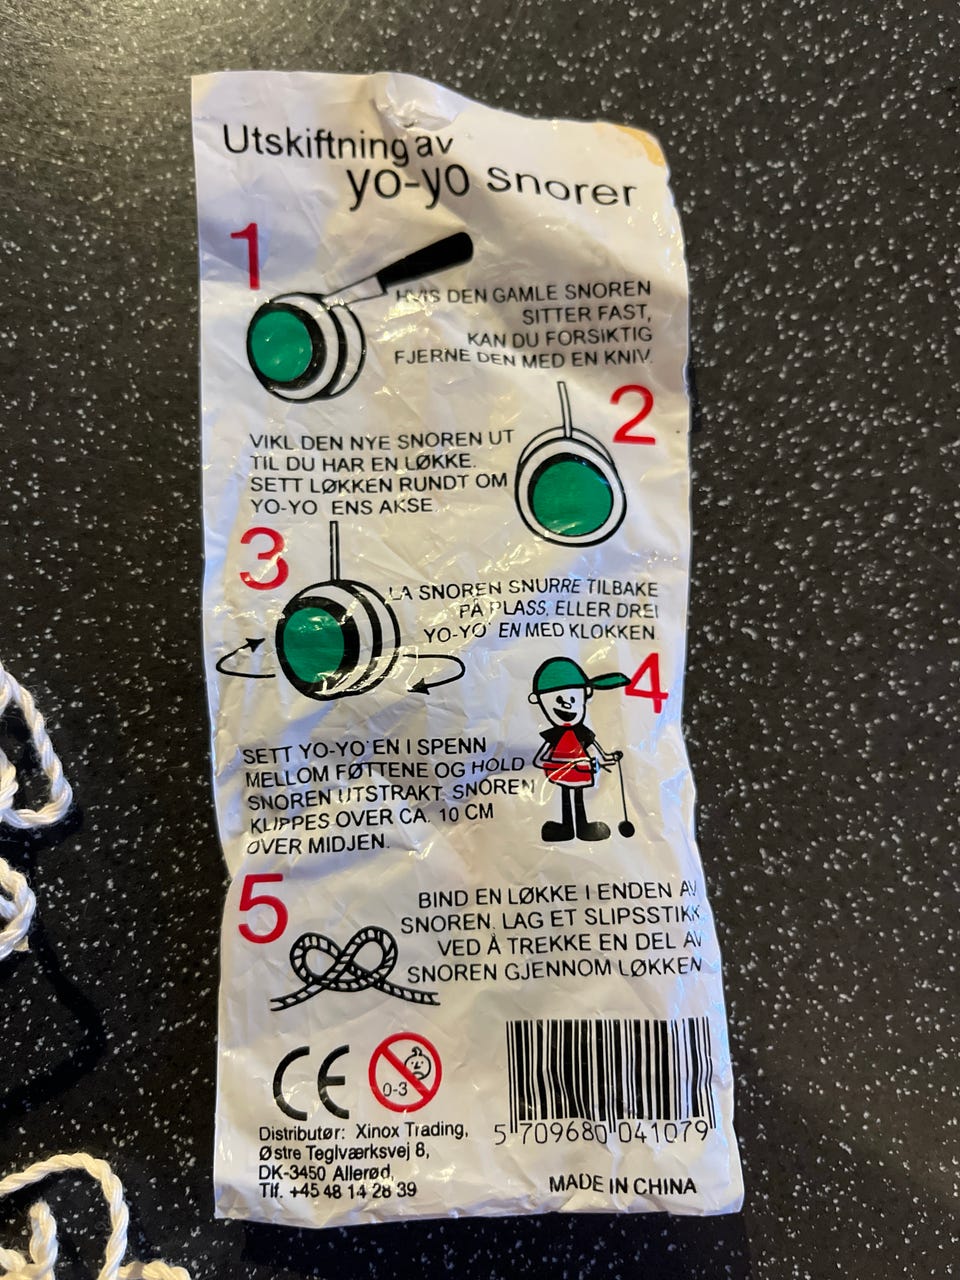 Utskiftning av
yo-yo snorer
1
HVIS DEN GAMLE SNOREN
SITTER FAST,
KAN DU FORSIKTIG
FJERNE DEN MED EN KNIV.
2
VIKL DEN NYE SNOREN UT
TIL DU HAR EN LØKKE.
SETT LØKKEN RUNDT OM
YO-YO ENS AKSE
3
LA SNOREN SNURRE TILBAKE
PÅ PLASS, ELLER DREI
YO-YO' EN MED KLOKKEN
4
SETT YO-YO'EN I SPENN
MELLOM FØTTENE OG HOLD
SNOREN UTSTRAKT. SNOREN
KLIPPES OVER CA. 10 CM
OVER MIDJEN.
5
BIND EN LØKKE I ENDEN AV
SNOREN. LAG ET SLIPSSTIKK
VED Å TREKKE EN DEL AV
SNOREN GJENNOM LØKKEN
CE
0-3
Distributør: Xinox Trading,
Østre Teglværksvej 8,
DK-3450 Allerød,
Tlf. +45 48 14 28 39
5 709680 041079
MADE IN CHINA